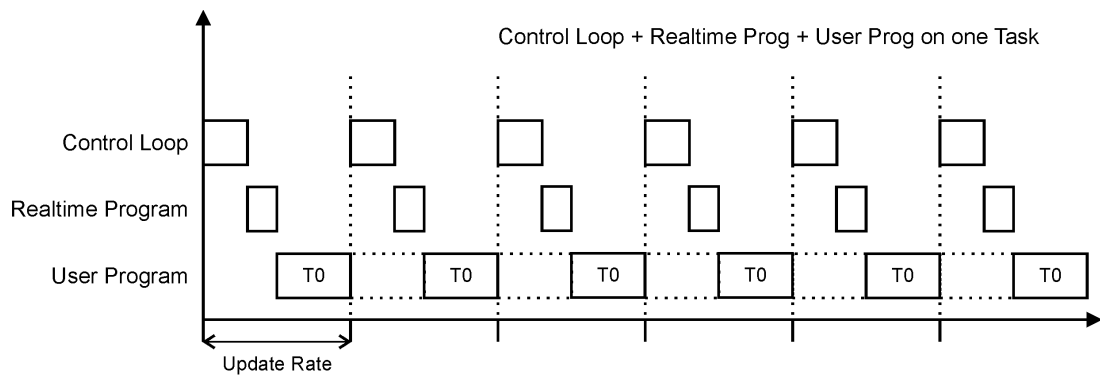 Control Loop + Realtime Prog + User Prog on one Task
Control Loop
Realtime Program
User Program
T0
T0
T0
T0
T0
T0
Update Rate